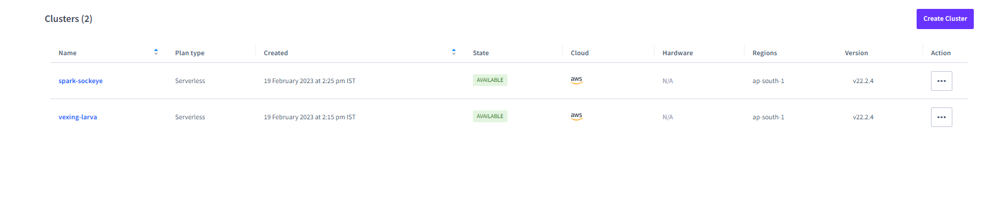 Clusters (2)
Create Cluster
Name Plan type Created State Cloud Hardware Regions Version Action
spark-sockeye Serverless 19 February 2023 at 2:25 pm IST AVAILABLE aws N/A ap-south-1 v22.2.4 •••
vexing-larva Serverless 19 February 2023 at 2:15 pm IST AVAILABLE aws N/A ap-south-1 v22.2.4 •••